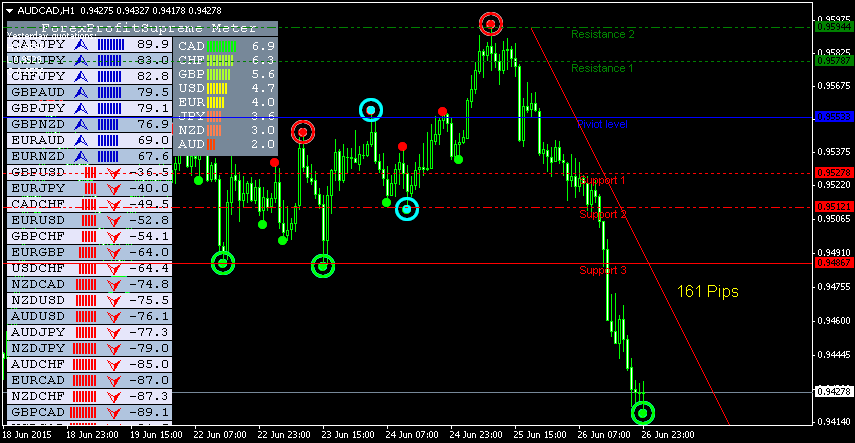 AUDCAD,H1 0.94275 0.94327 0.94178 0.94278
ForexProfitSupreme Meter
Yesterday quotations
CADJPY 89.9
AUDUSD 83.0
CHFJPY 82.8
GBPAUD 79.5
GBPJPY 79.1
GBPNZD 76.9
EURAUD 69.0
EURNZD 67.6
GBPUSD -36.5
EURJPY -40.0
CADCHF -49.5
EURUSD -52.8
GBPCHF -54.1
EURGBP -64.0
USDCHF -64.4
NZDCAD -74.8
NZDUSD -75.5
AUDUSD -76.1
AUDJPY -77.3
NZDJPY -79.0
AUDCHF -85.0
EURCAD -87.0
NZDCHF -87.3
GBPCAD -89.1
CAD 6.9
CHF 6.3
GBP 5.6
USD 4.7
EUR 4.0
JPY 3.6
NZD 3.0
AUD 2.0
Resistance 2
Resistance 1
Pivot level
Support 1
Support 2
Support 3
161 Pips
0.95975
0.95944
0.95825
0.95787
0.95675
0.95533
0.95435
0.95278
0.95220
0.95121
0.95065
0.94910
0.94867
0.94755
0.94600
0.94445
0.94278
0.94140
18 Jun 2015
18 Jun 23:00
19 Jun 15:00
22 Jun 07:00
22 Jun 23:00
23 Jun 15:00
24 Jun 07:00
24 Jun 23:00
25 Jun 15:00
26 Jun 07:00
26 Jun 23:00